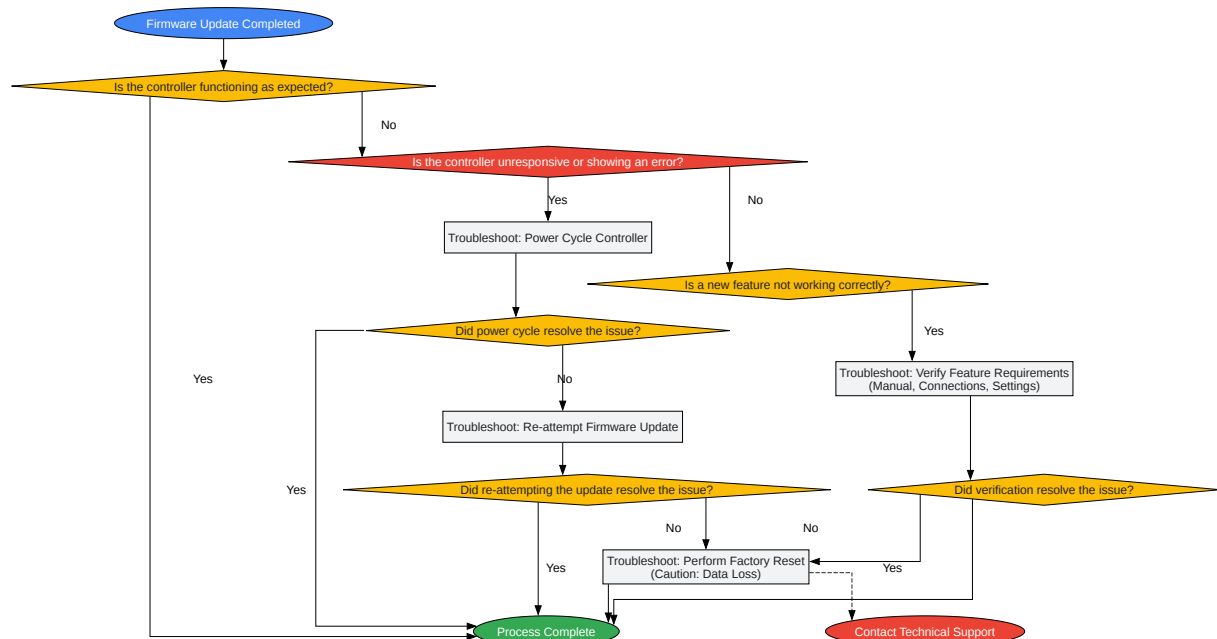 Firmware Update Completed
Is the controller functioning as expected?
No
Is the controller unresponsive or showing an error?
Yes
No
Troubleshoot: Power Cycle Controller
Is a new feature not working correctly?
Did power cycle resolve the issue?
Yes
Yes
No
Troubleshoot: Verify Feature Requirements
(Manual, Connections, Settings)
Troubleshoot: Re-attempt Firmware Update
Yes
Did re-attempting the update resolve the issue?
Did verification resolve the issue?
No
No
Troubleshoot: Perform Factory Reset
(Caution: Data Loss)
Yes
Yes
Process Complete
Contact Technical Support